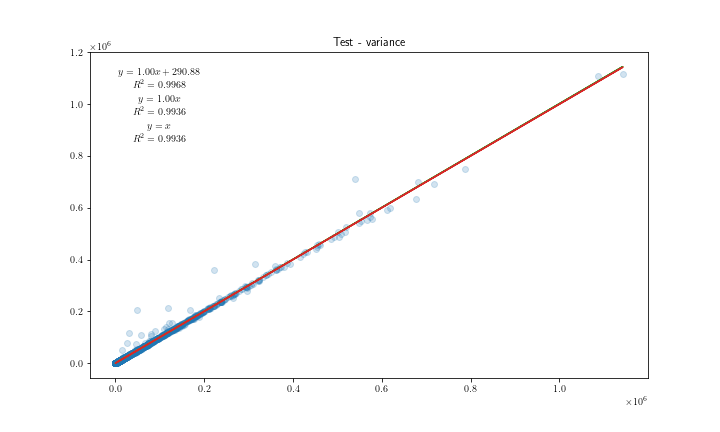 Test - variance
×10⁶
1.2
1.0
0.8
0.6
0.4
0.2
0.0
y = 1.00x + 290.88
R² = 0.9968
y = 1.00x
R² = 0.9936
y = x
R² = 0.9936
0.0 0.2 0.4 0.6 0.8 1.0
×10⁶